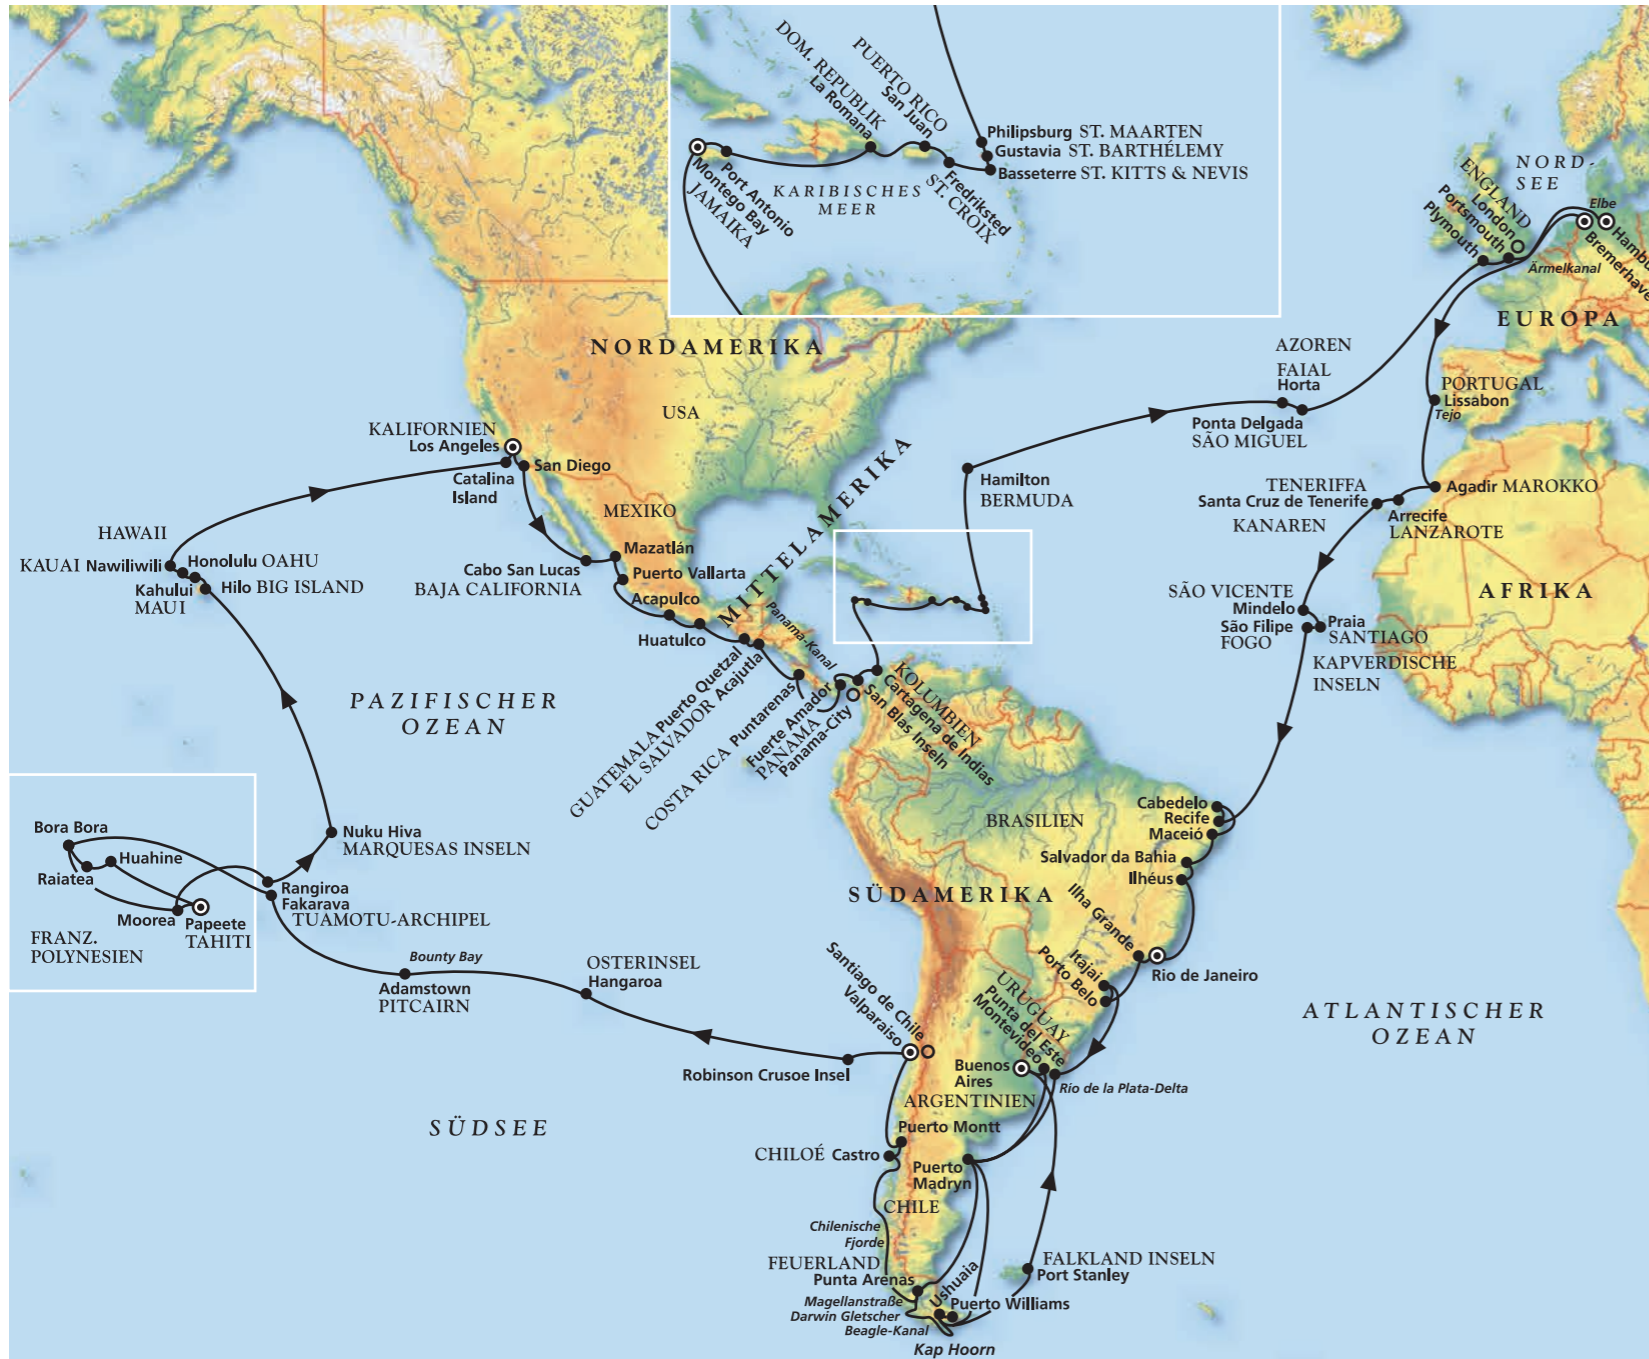 DOM. REPUBLIK
La Romana
PUERTO RICO
San Juan
Philipsburg ST. MAARTEN
Gustavia ST. BARTHÉLEMY
Basseterre ST. KITTS & NEVIS
Fredriksted
ST. CROIX
KARIBISCHES
MEER
Port Antonio
Montego Bay
JAMAIKA
NORD-
SEE
ENGLAND
London
Portsmouth
Plymouth
Elbe
Hambu
Bremerhave
Ärmelkanal
EUROPA
NORDAMERIKA
USA
AZOREN
FAIAL
Horta
Ponta Delgada
SÃO MIGUEL
PORTUGAL
Lissabon
Tejo
KALIFORNIEN
Los Angeles
San Diego
Catalina
Island
MEXIKO
MITTELAMERIKA
Hamilton
BERMUDA
TENERIFFA
Santa Cruz de Tenerife
KANAREN
Agadir MAROKKO
Arrecife
LANZAROTE
HAWAII
KAUAI Nawiliwili
Honolulu OAHU
Kahului
MAUI
Hilo BIG ISLAND
Mazatlán
Cabo San Lucas
BAJA CALIFORNIA
Puerto Vallarta
Acapulco
Huatulco
Panama-Kanal
AFRIKA
SÃO VICENTE
Mindelo
São Filipe
FOGO
Praia
SANTIAGO
KAPVERDISCHE
INSELN
PAZIFISCHER
OZEAN
GUATEMALA Puerto Quetzal
EL SALVADOR Acajutla
COSTA RICA Puntarenas
Fuerte Amador
PANAMA
Panama-City
KOLUMBIEN
Cartagena de Indias
San Blas Inseln
Bora Bora
Huahine
Raiatea
Moorea
Papeete
TAHITI
FRANZ.
POLYNESIEN
Nuku Hiva
MARQUESAS INSELN
Rangiroa
Fakarava
TUAMOTU-ARCHIPEL
BRASILIEN
Cabedelo
Recife
Maceió
Salvador da Bahia
Ilhéus
SÜDAMERIKA
Ilha Grande
Rio de Janeiro
Itajai
Porto Belo
Bounty Bay
Adamstown
PITCAIRN
OSTERINSEL
Hangaroa
Santiago de Chile
Valparaiso
URUGUAY
Punta del Este
Montevideo
ATLANTISCHER
OZEAN
Robinson Crusoe Insel
Buenos
Aires
Río de la Plata-Delta
ARGENTINIEN
SÜDSEE
Puerto Montt
CHILOÉ Castro
Puerto
Madryn
CHILE
Chilenische
Fjorde
FEUERLAND
Punta Arenas
Magellanstraße
Darwin Gletscher
Beagle-Kanal
Ushuaia
Puerto Williams
Kap Hoorn
FALKLAND INSELN
Port Stanley